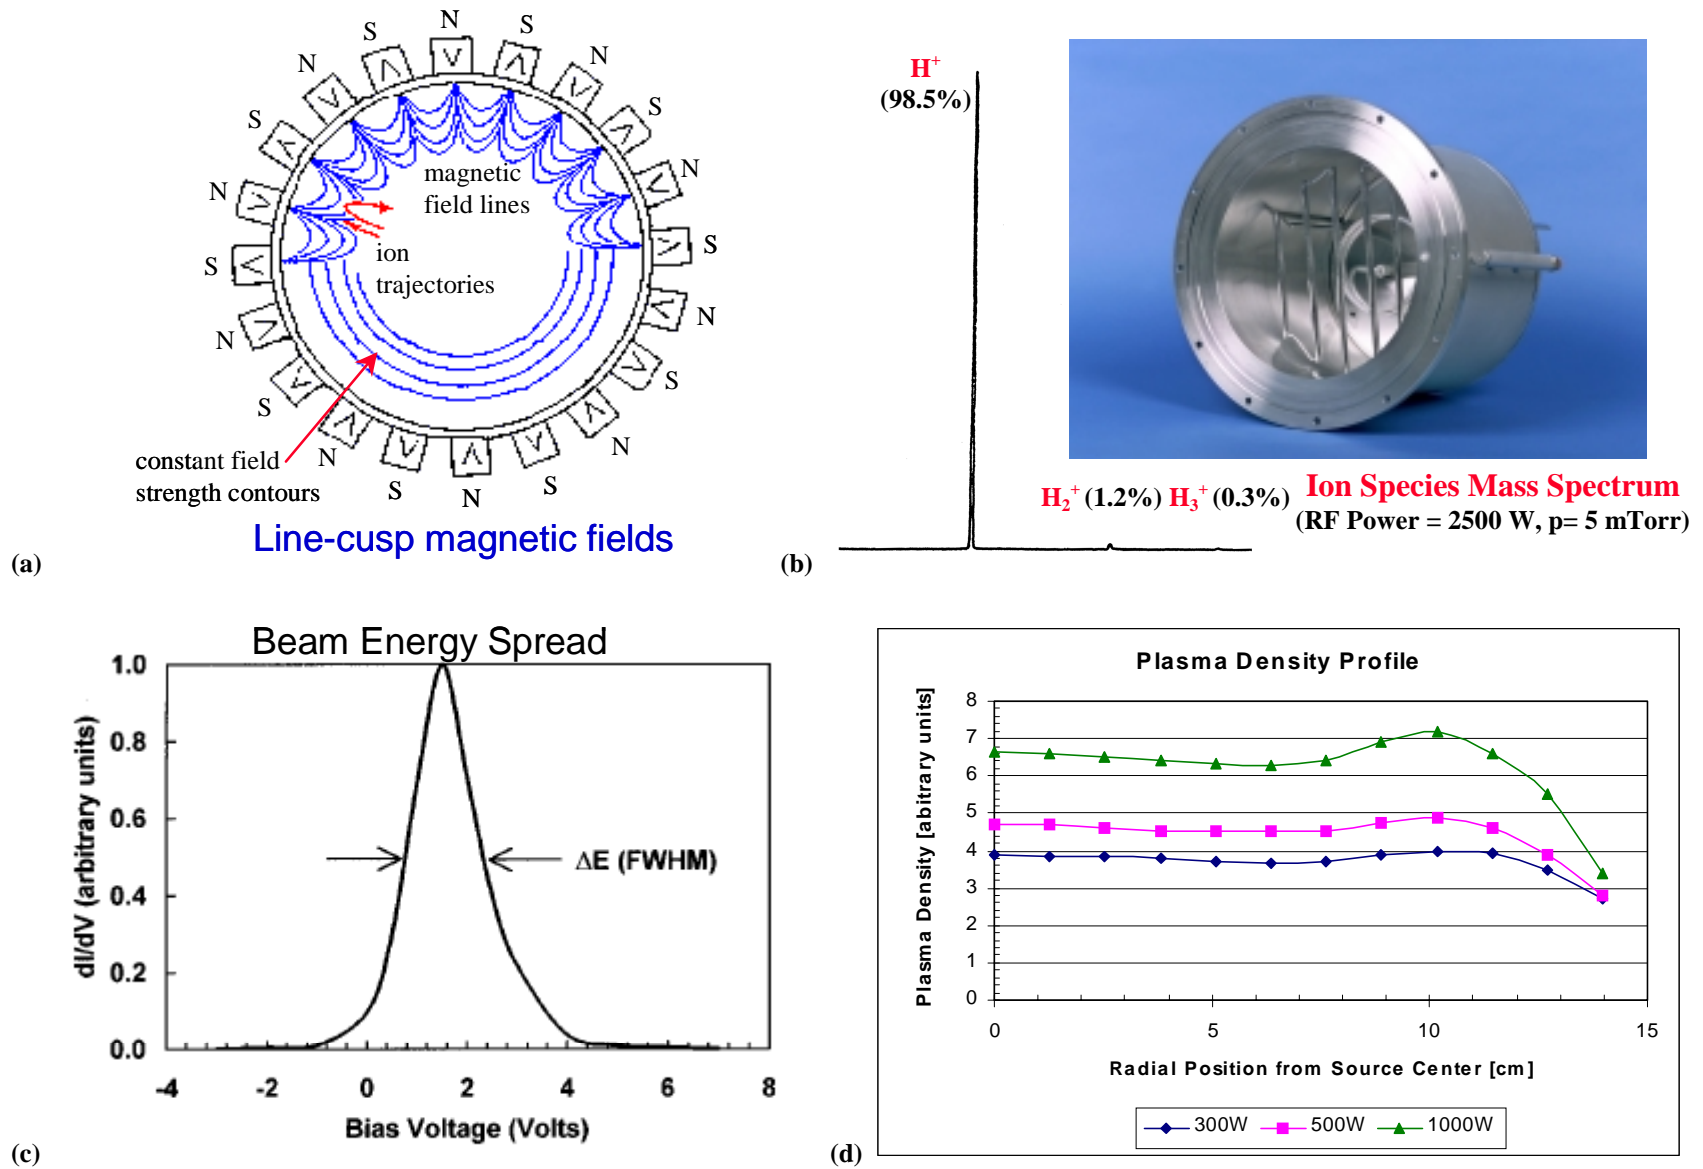 N
S
N
S
N
S
N
S
N
S
N
S
N
S
N
S
N
S
N
S
magnetic
field lines
ion
trajectories
constant field
strength contours
Line-cusp magnetic fields
(a)
H+
(98.5%)
H2+ (1.2%) H3+ (0.3%)
Ion Species Mass Spectrum
(RF Power = 2500 W, p= 5 mTorr)
(b)
Beam Energy Spread
dI/dV (arbitrary units)
1.0
0.8
0.6
0.4
0.2
0.0
ΔE (FWHM)
-4 -2 0 2 4 6 8
Bias Voltage (Volts)
(c)
Plasma Density Profile
Plasma Density [abitrary units]
8
7
6
5
4
3
2
1
0
0 5 10 15
Radial Position from Source Center [cm]
300W 500W 1000W
(d)